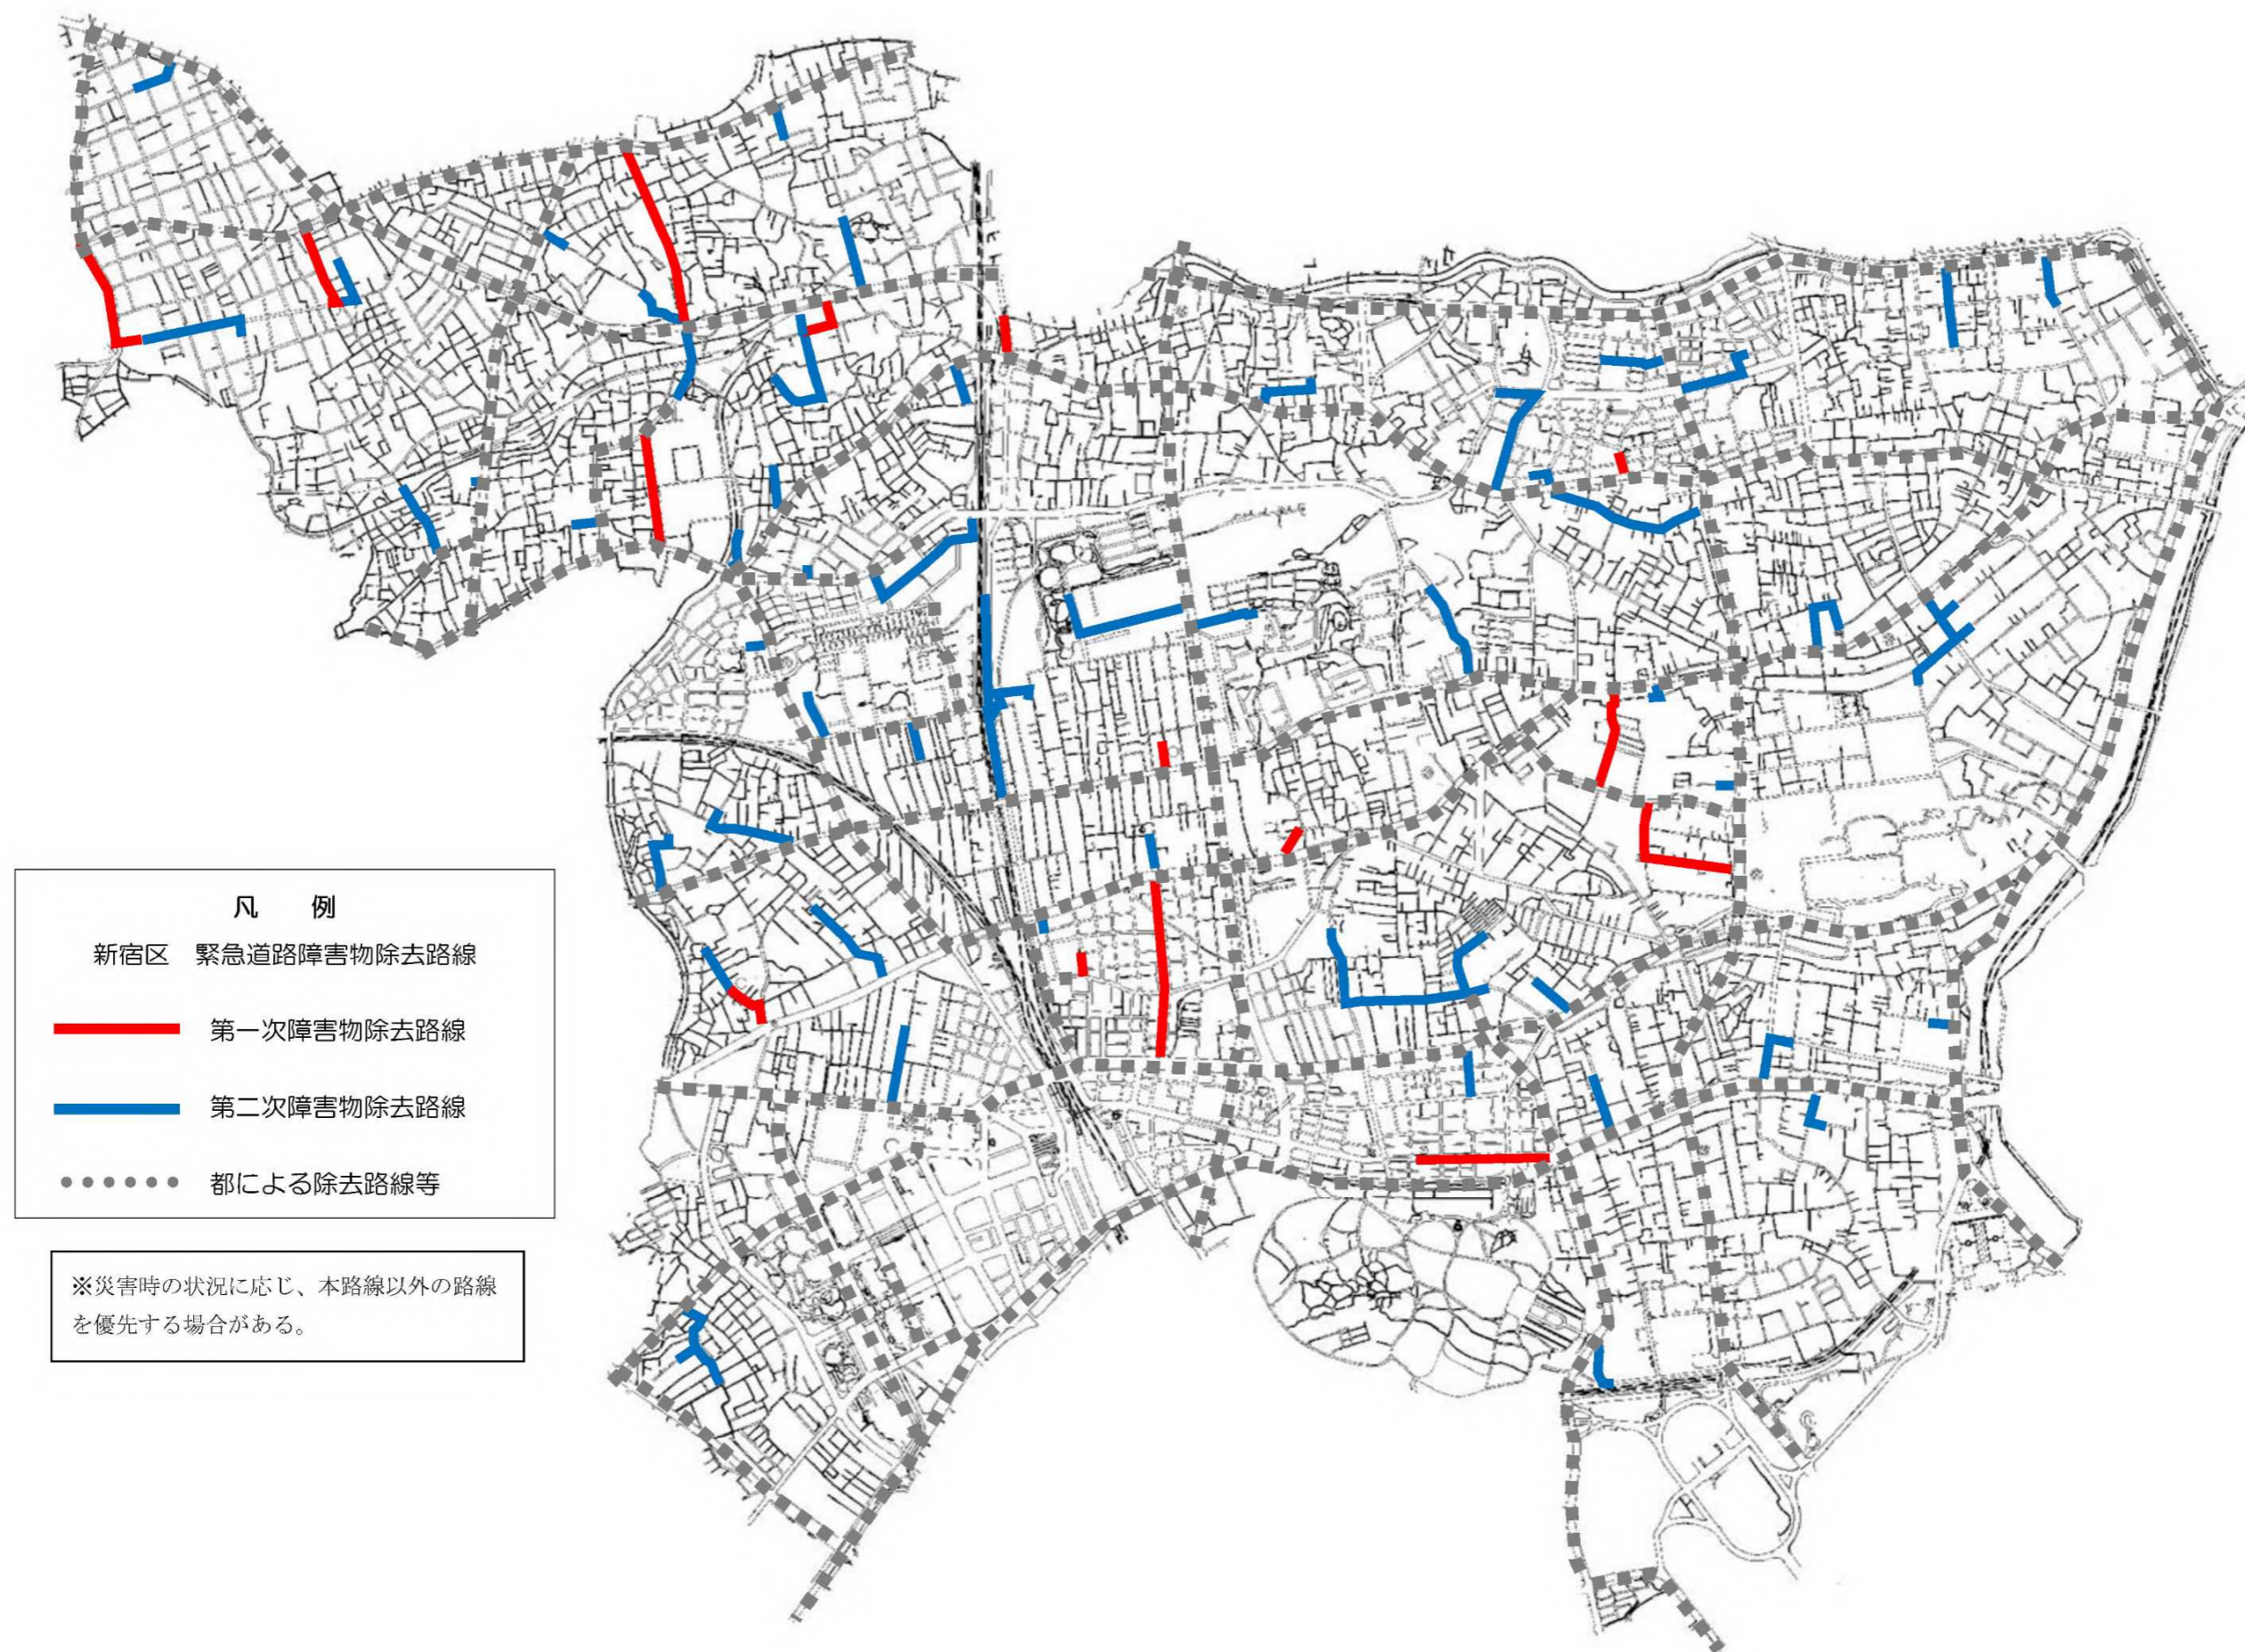 凡　例
新宿区　緊急道路障害物除去路線
第一次障害物除去路線
第二次障害物除去路線
都による除去路線等
※災害時の状況に応じ、本路線以外の路線
を優先する場合がある。